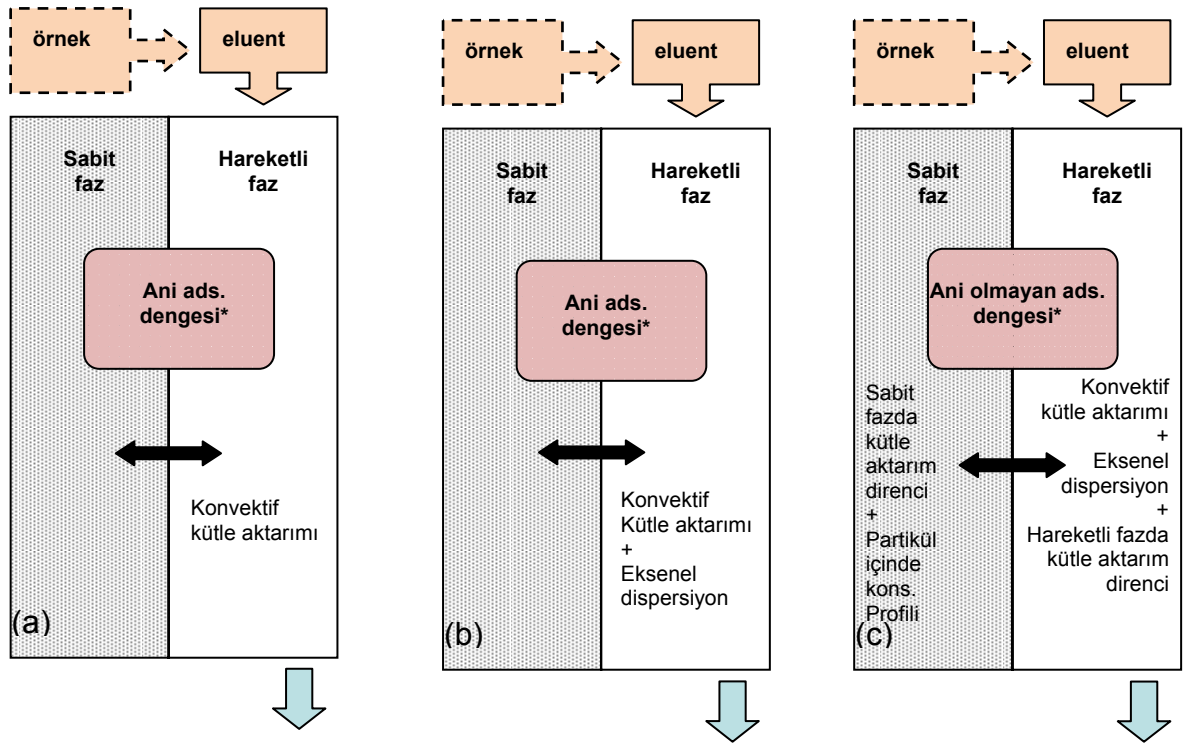 örnek
eluent
Sabit
faz
Hareketli
faz
Ani ads.
dengesi*
Konvektif
kütle aktarımı
(a)
örnek
eluent
Sabit
faz
Hareketli
faz
Ani ads.
dengesi*
Konvektif
Kütle aktarımı
+
Eksenel
dispersiyon
(b)
örnek
eluent
Sabit
faz
Hareketli
faz
Ani olmayan ads.
dengesi*
Sabit
fazda
kütle
aktarım
direnci
+
Partikül
içinde
kons.
Profili
Konvektif
kütle aktarımı
+
Eksenel
dispersiyon
+
Hareketli fazda
kütle aktarım
direnci
(c)